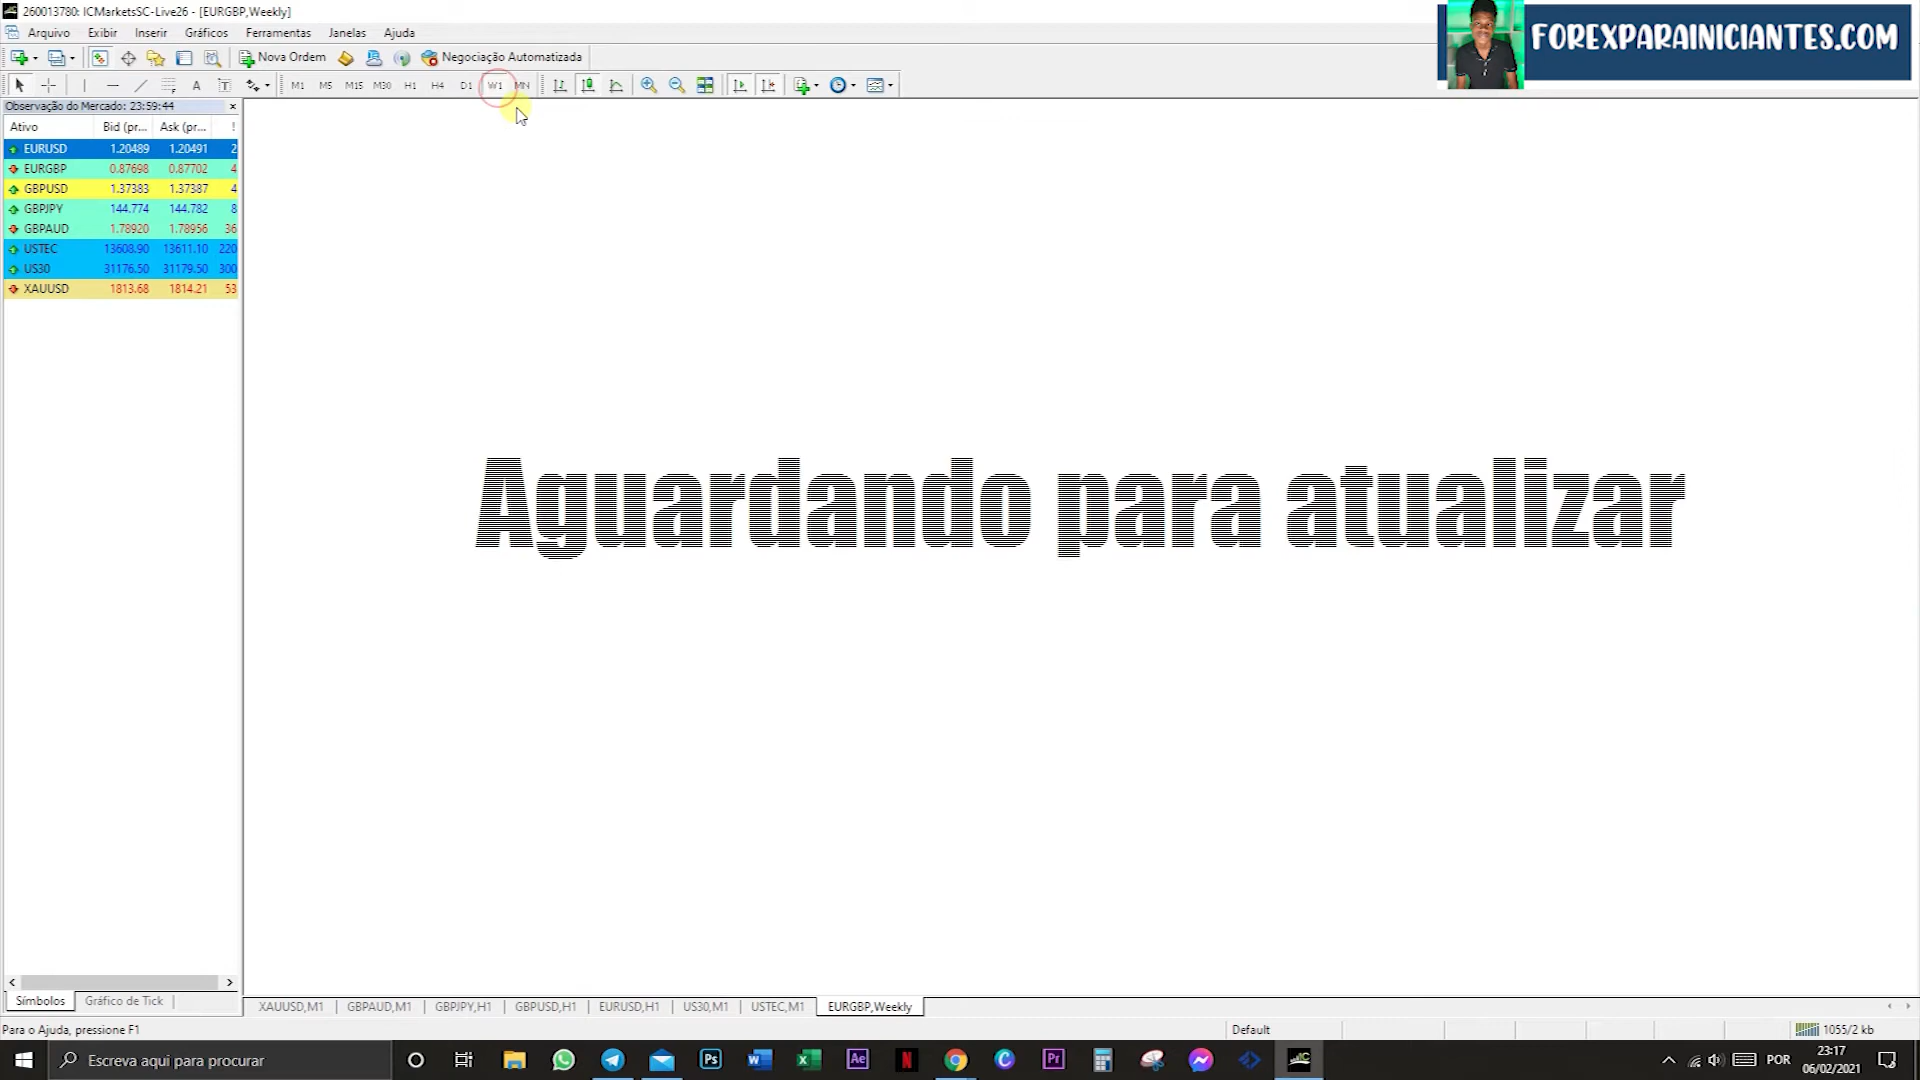 260013780: ICMarketsSC-Live26 - [EURGBP,Weekly]
FOREXPARAINICIANTES.COM
Arquivo Exibir Inserir Gráficos Ferramentas Janelas Ajuda
Nova Ordem Negociação Automatizada
A T M1 M5 M15 M30 H1 H4 D1 W1 MN
Observação do Mercado: 23:59:44
Ativo Bid (pr... Ask (pr... !
EURUSD 1.20489 1.20491 2
EURGBP 0.87698 0.87702 4
GBPUSD 1.37383 1.37387 4
GBPJPY 144.774 144.782 8
GBPAUD 1.78920 1.78956 36
USTEC 13608.90 13611.10 220
US30 31176.50 31179.50 300
XAUUSD 1813.68 1814.21 53
Aguardando para atualizar
Símbolos Gráfico de Tick
XAUUSD,M1 GBPAUD,M1 GBPJPY,H1 GBPUSD,H1 EURUSD,H1 US30,M1 USTEC,M1 EURGBP,Weekly
Para o Ajuda, pressione F1 Default 1055/2 kb
Escreva aqui para procurar Ps Ae N C Pr IC POR 23:17
06/02/2021